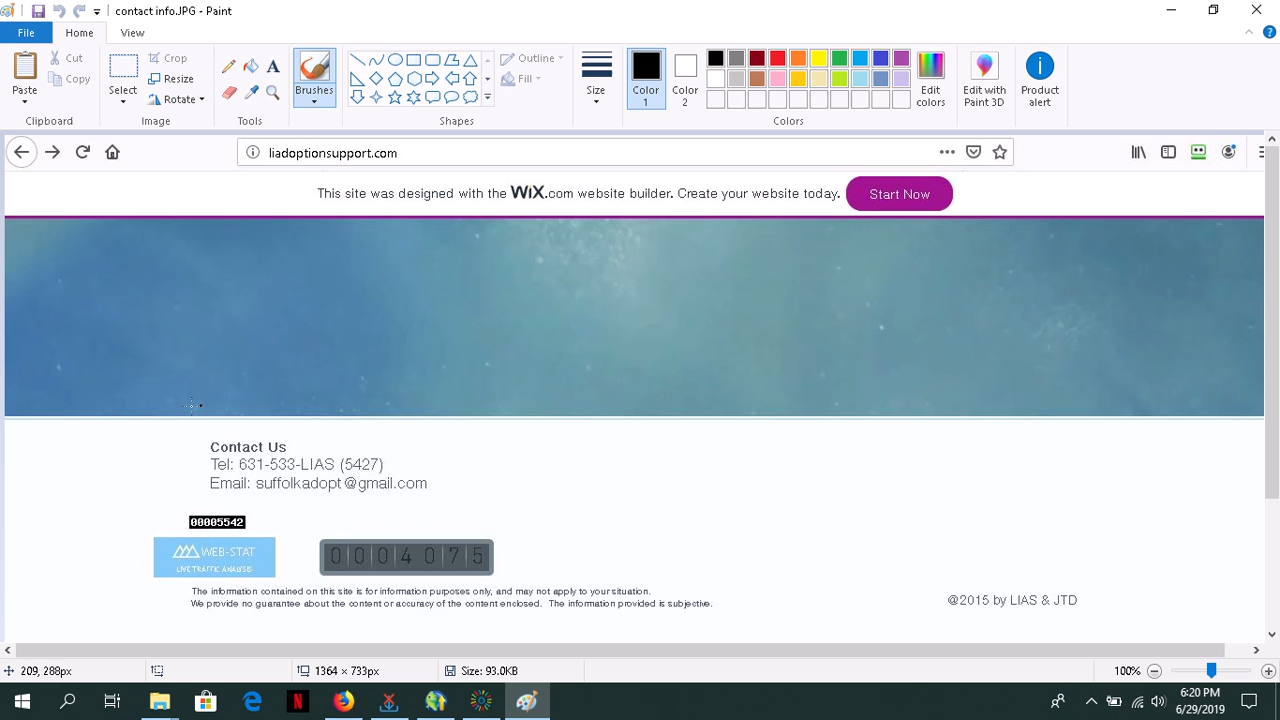 contact info.JPG - Paint
File Home View
Paste Cut Copy Clipboard
Select Crop Resize Rotate Image
A Tools
Brushes
Outline Fill Shapes
Size
Color 1 Color 2 Edit colors Colors
Edit with Paint 3D
Product alert
liadoptionsupport.com
This site was designed with the WiX.com website builder. Create your website today. Start Now
Contact Us
Tel: 631-533-LIAS (5427)
Email: suffolkadopt@gmail.com
00005542
WEB-STAT
LIVE TRAFFIC ANALYSIS
0004075
The information contained on this site is for information purposes only, and may not apply to your situation.
We provide no guarantee about the content or accuracy of the content enclosed. The information provided is subjective.
@2015 by LIAS & JTD
209, 288px 1364 × 733px Size: 93.0KB 100%
6:20 PM
6/29/2019